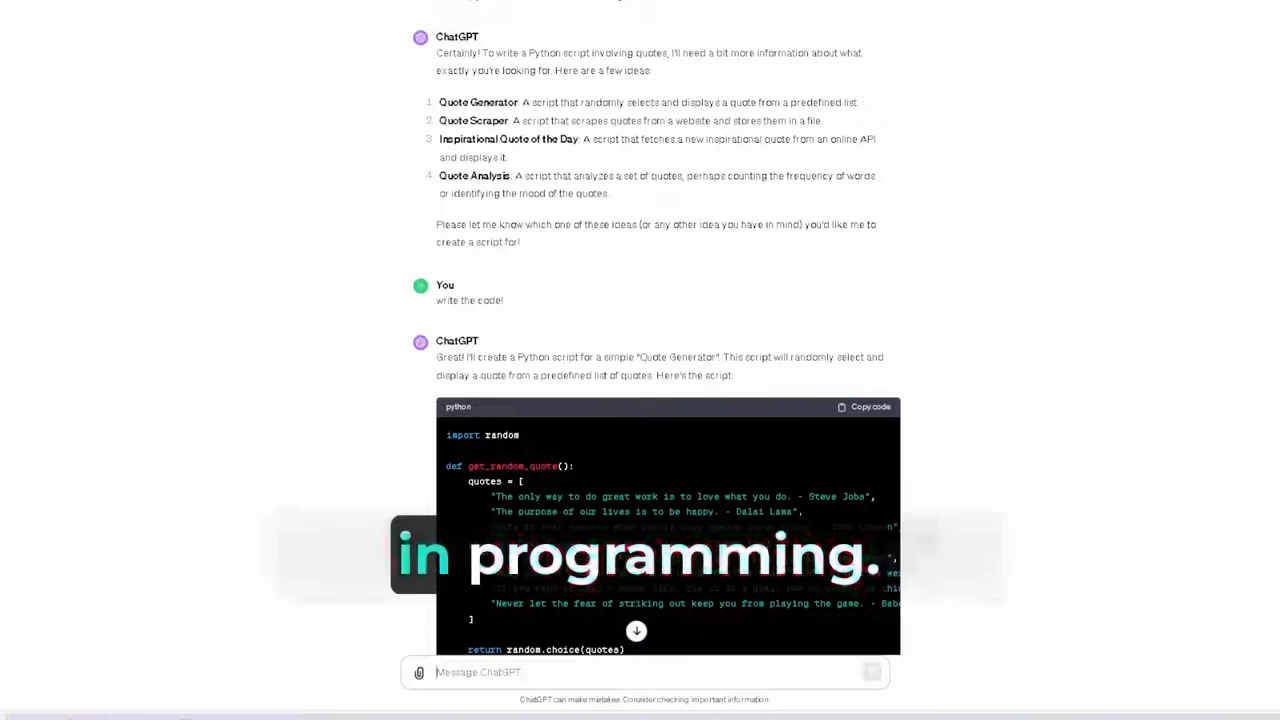 ChatGPT
Certainly! To write a Python script involving quotes, I'll need a bit more information about what
exactly you're looking for. Here are a few ideas:
1. Quote Generator: A script that randomly selects and displays a quote from a predefined list.
2. Quote Scraper: A script that scrapes quotes from a website and stores them in a file.
3. Inspirational Quote of the Day: A script that fetches a new inspirational quote from an online API
and displays it.
4. Quote Analysis: A script that analyzes a set of quotes, perhaps counting the frequency of words
or identifying the mood of the quotes.
Please let me know which one of these ideas (or any other idea you have in mind) you'd like me to
create a script for!
You
write the code!
ChatGPT
Great! I'll create a Python script for a simple "Quote Generator". This script will randomly select and
display a quote from a predefined list of quotes. Here's the script:
python Copy code
import random
def get_random_quote():
quotes = [
"The only way to do great work is to love what you do. - Steve Jobs",
"The purpose of our lives is to be happy. - Dalai Lama",
in programming.
"Never let the fear of striking out keep you from playing the game. - Babe
]
return random.choice(quotes)
Message ChatGPT
ChatGPT can make mistakes. Consider checking important information.